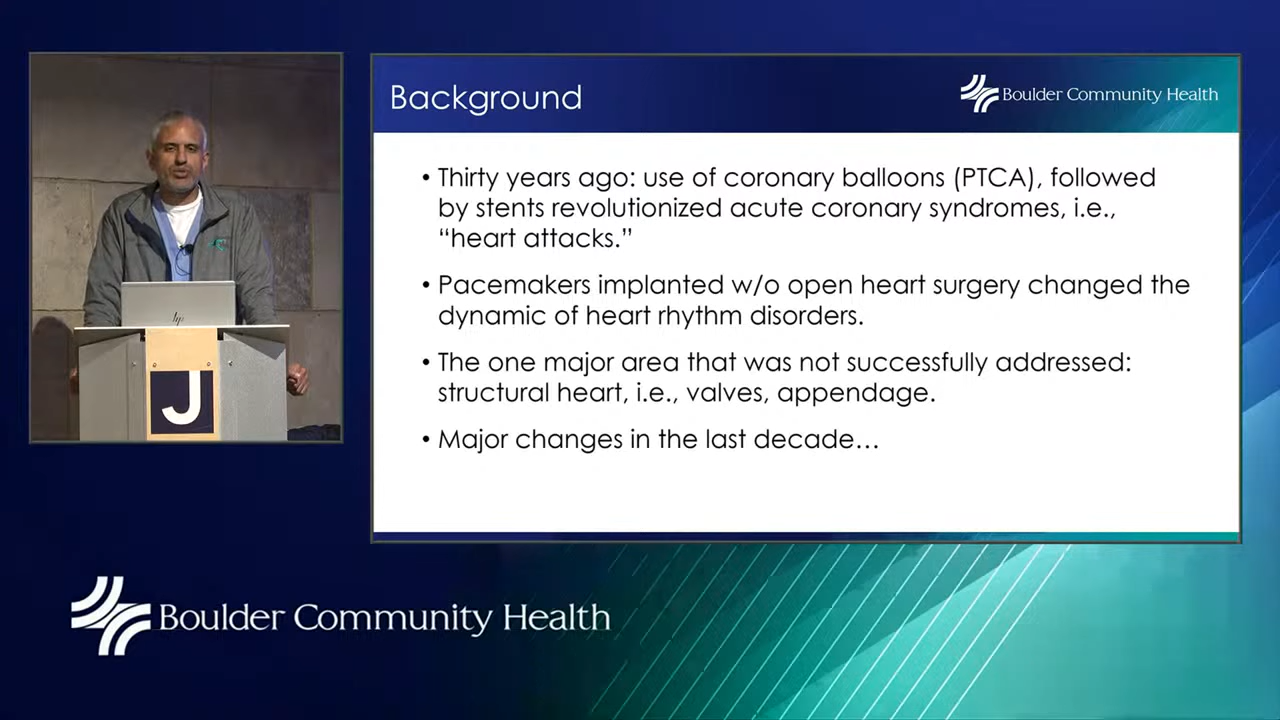 Background
Boulder Community Health
• Thirty years ago: use of coronary balloons (PTCA), followed
by stents revolutionized acute coronary syndromes, i.e.,
“heart attacks.”
• Pacemakers implanted w/o open heart surgery changed the
dynamic of heart rhythm disorders.
• The one major area that was not successfully addressed:
structural heart, i.e., valves, appendage.
• Major changes in the last decade…
hp
J
Boulder Community Health